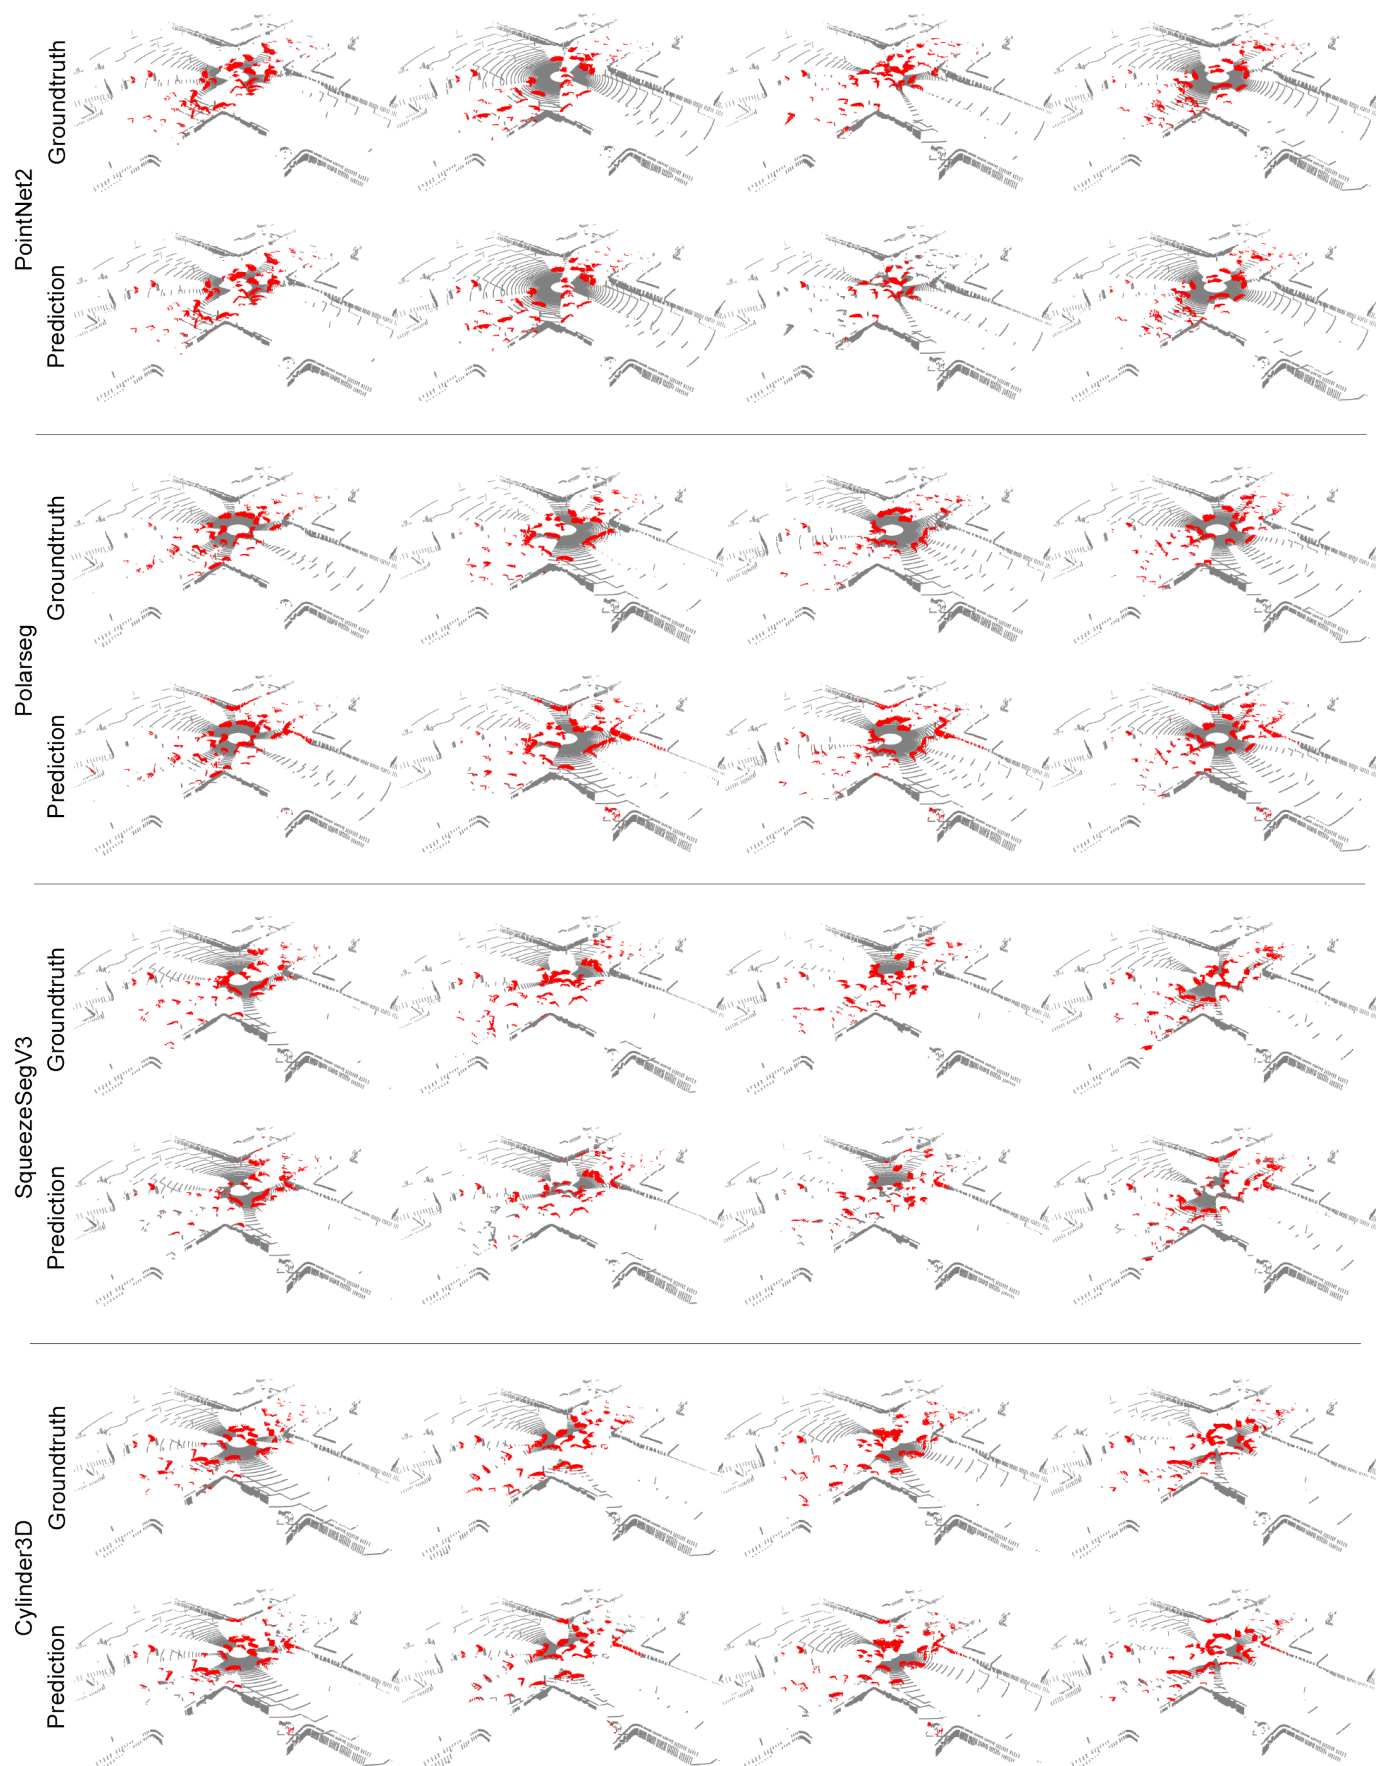 PointNet2
Groundtruth
Prediction
Polarseg
Groundtruth
Prediction
SqueezeSegV3
Groundtruth
Prediction
Cylinder3D
Groundtruth
Prediction